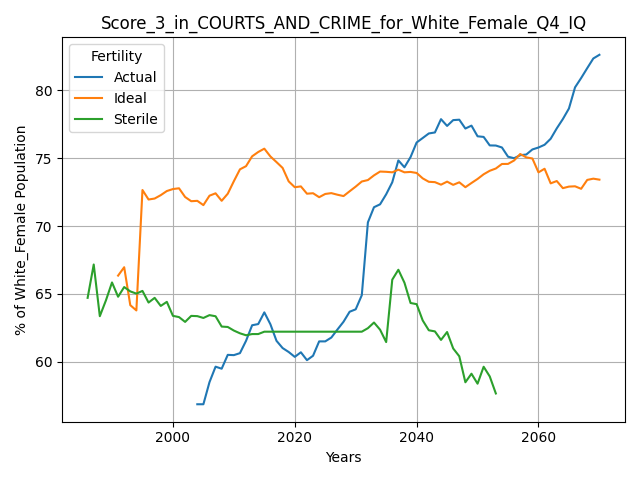 Score_3_in_COURTS_AND_CRIME_for_White_Female_Q4_IQ
Fertility
Actual
Ideal
Sterile
% of White_Female Population
80
75
70
65
60
2000
2020
2040
2060
Years